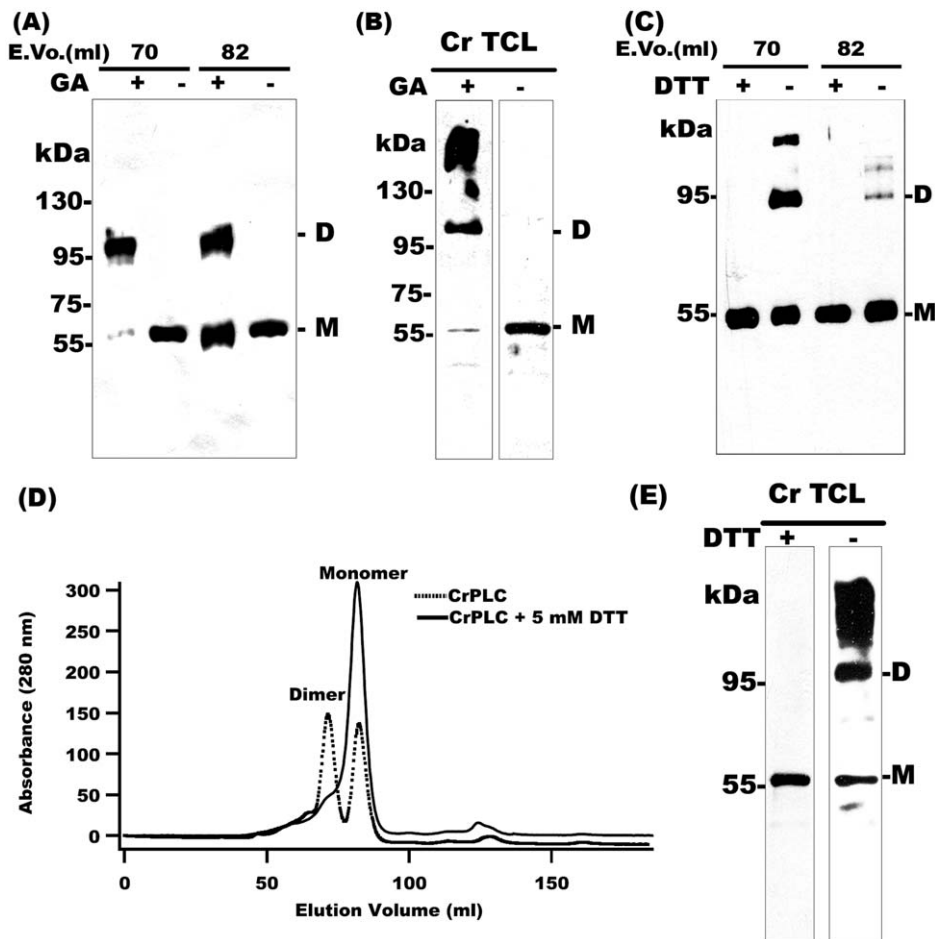 (A)
E.Vo.(ml) 70 82
GA + - + -
kDa
130-
95-
75-
55-
- D
- M
(B)
Cr TCL
GA + -
kDa
130-
95-
75-
55-
- D
- M
(C)
E.Vo.(ml) 70 82
DTT + - + -
kDa
95-
55-
-D
-M
(D)
Monomer
Dimer
CrPLC
CrPLC + 5 mM DTT
Absorbance (280 nm)
300
250
200
150
100
50
0
0 50 100 150
Elution Volume (ml)
(E)
Cr TCL
DTT + -
kDa
95-
55-
-D
-M